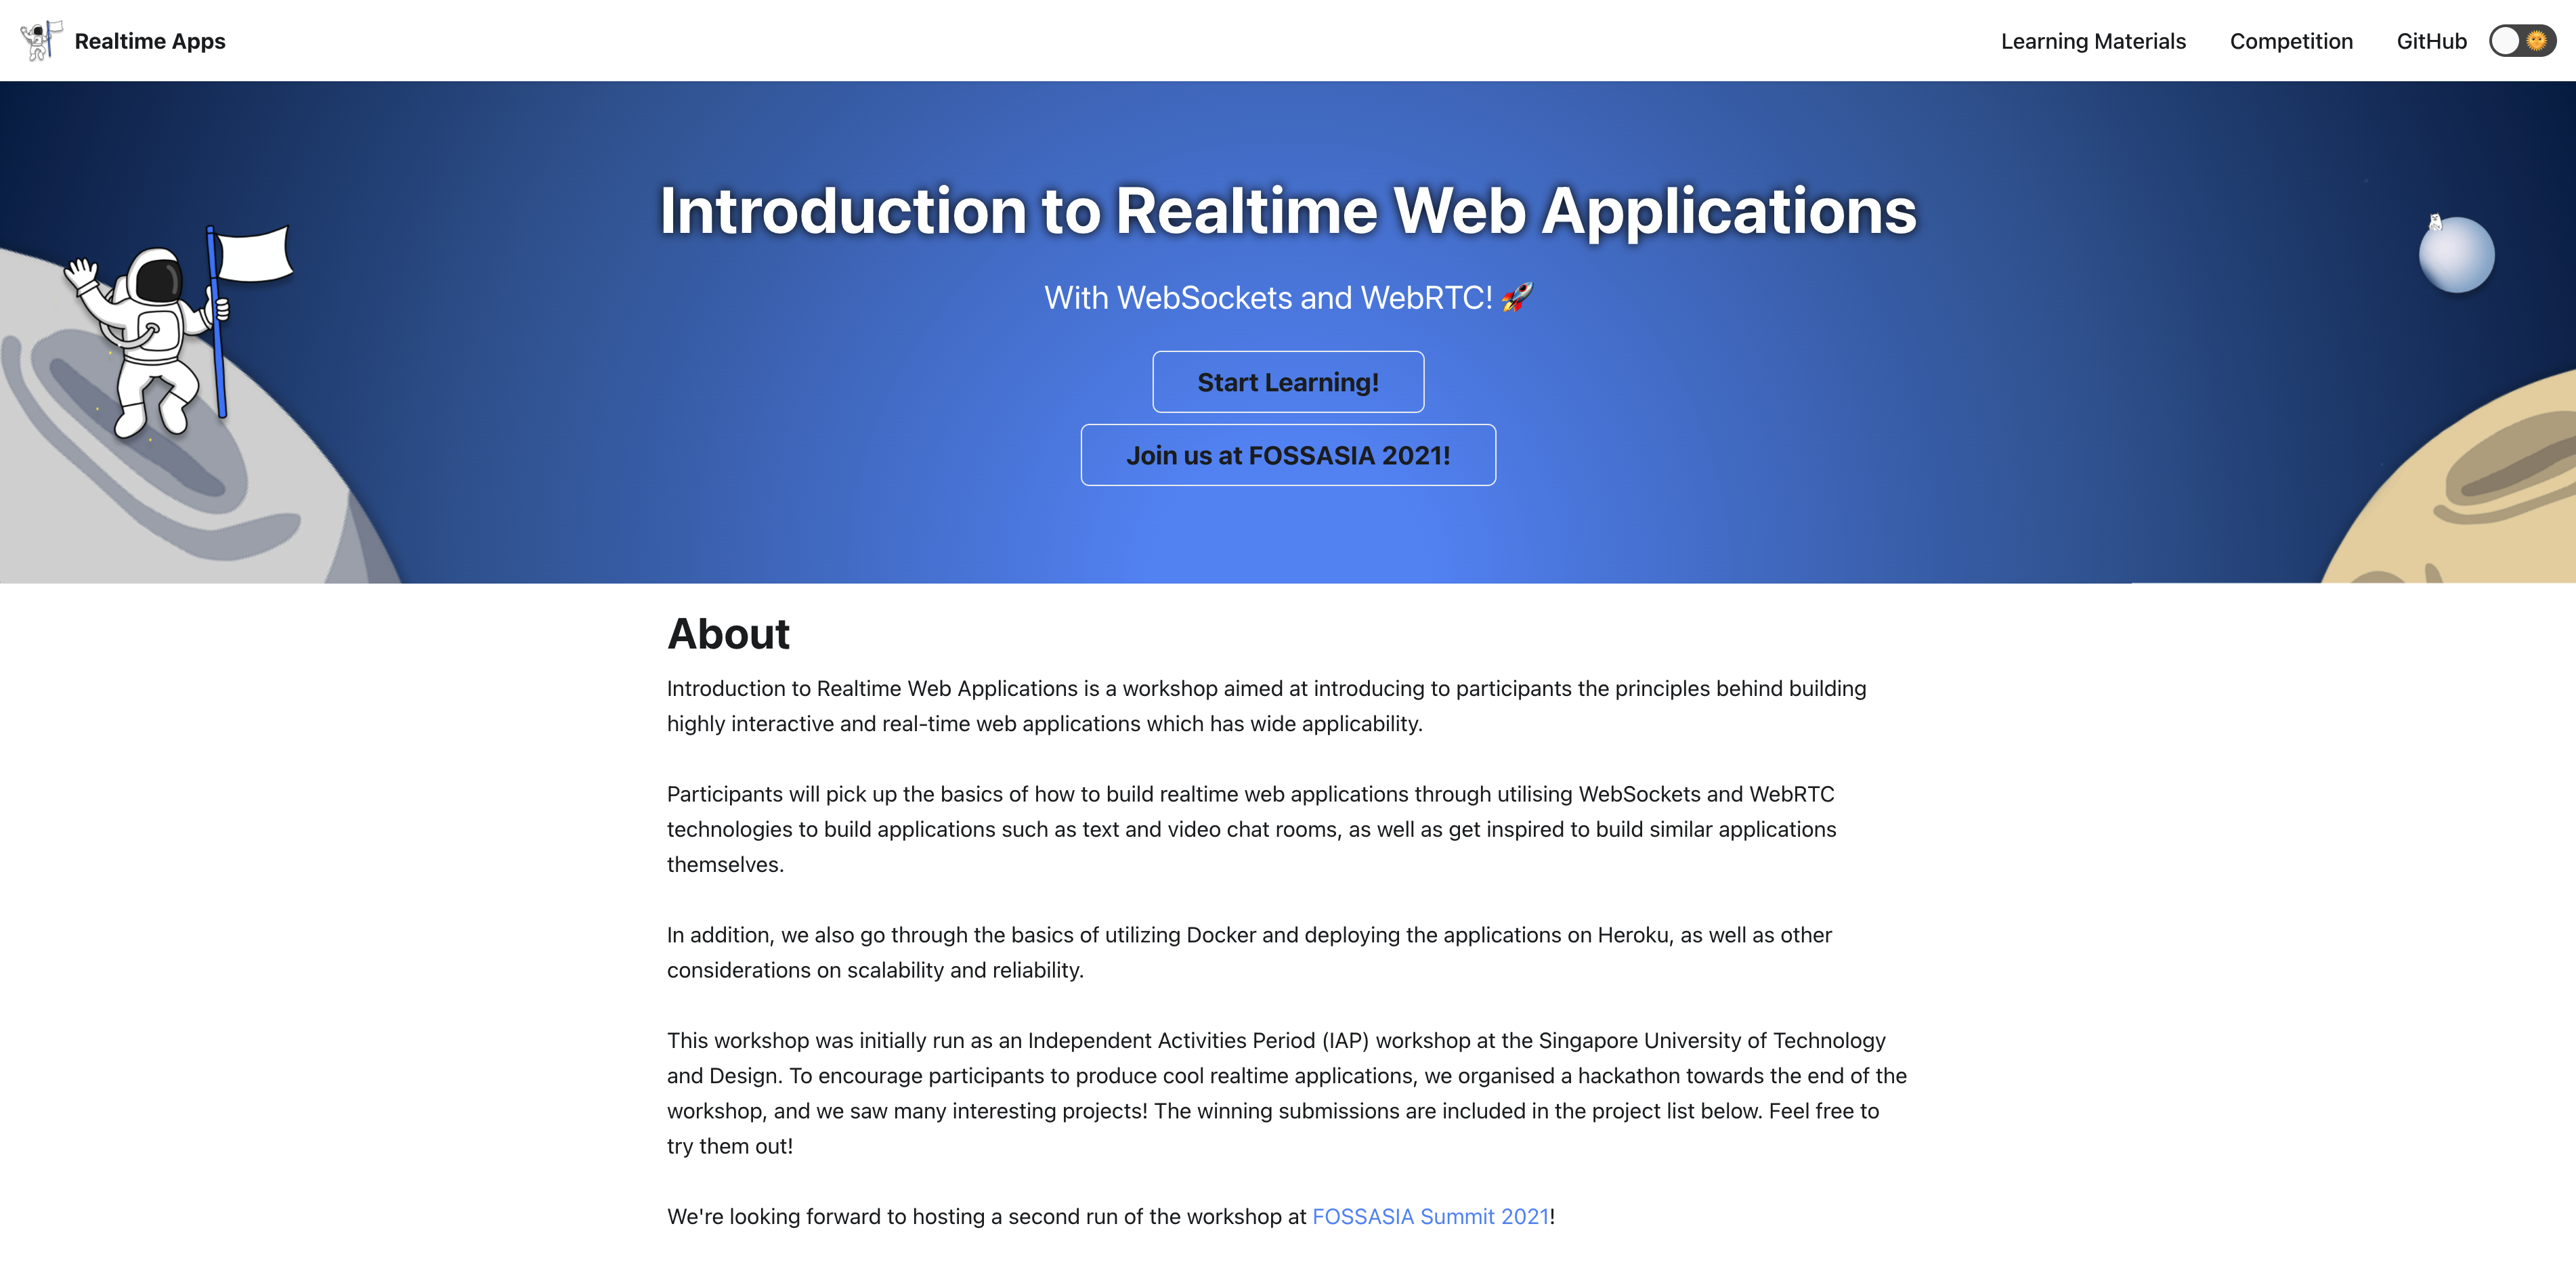 Realtime Apps
Learning Materials
Competition
GitHub
Introduction to Realtime Web Applications
With WebSockets and WebRTC! 🚀
Start Learning!
Join us at FOSSASIA 2021!
About
Introduction to Realtime Web Applications is a workshop aimed at introducing to participants the principles behind building
highly interactive and real-time web applications which has wide applicability.
Participants will pick up the basics of how to build realtime web applications through utilising WebSockets and WebRTC
technologies to build applications such as text and video chat rooms, as well as get inspired to build similar applications
themselves.
In addition, we also go through the basics of utilizing Docker and deploying the applications on Heroku, as well as other
considerations on scalability and reliability.
This workshop was initially run as an Independent Activities Period (IAP) workshop at the Singapore University of Technology
and Design. To encourage participants to produce cool realtime applications, we organised a hackathon towards the end of the
workshop, and we saw many interesting projects! The winning submissions are included in the project list below. Feel free to
try them out!
We're looking forward to hosting a second run of the workshop at FOSSASIA Summit 2021!